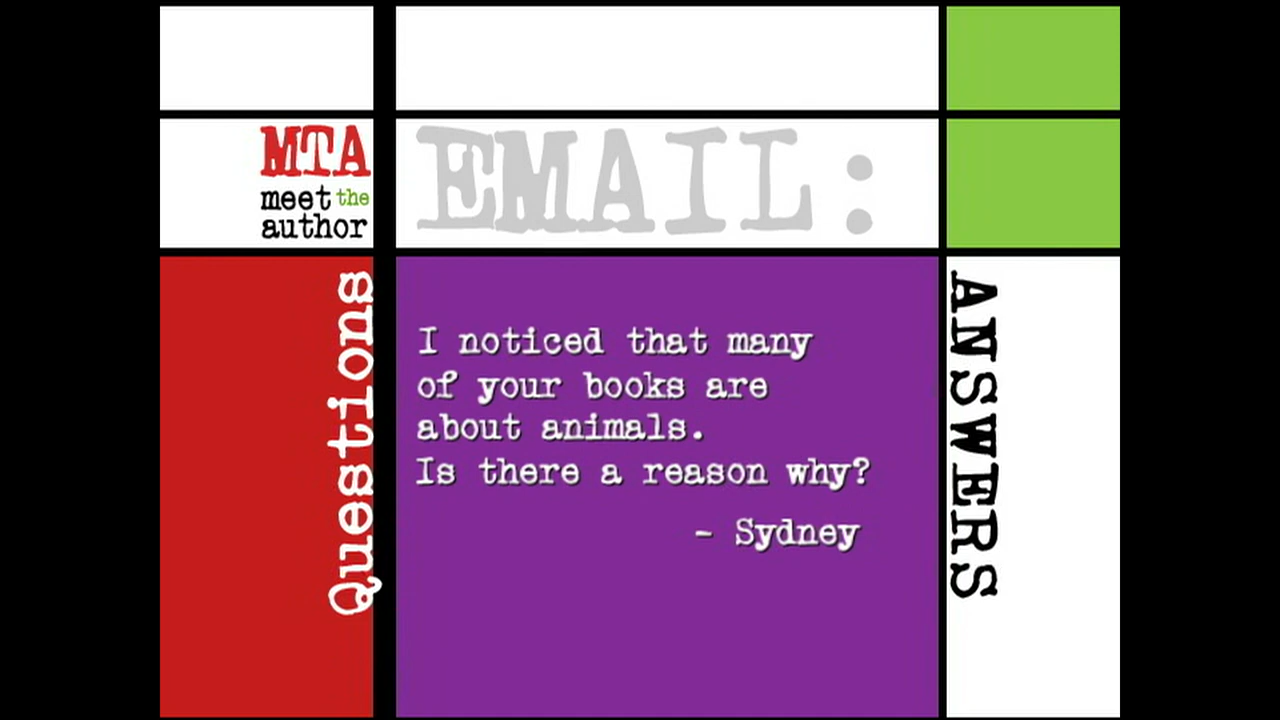 MTA
meet the
author
EMAIL:
Questions
I noticed that many
of your books are
about animals.
Is there a reason why?
- Sydney
ANSWERS